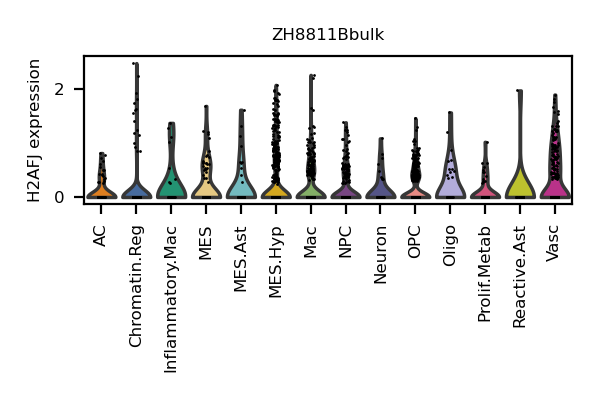 ZH8811Bbulk
H2AFJ expression
2
0
AC
Chromatin.Reg
Inflammatory.Mac
MES
MES.Ast
MES.Hyp
Mac
NPC
Neuron
OPC
Oligo
Prolif.Metab
Reactive.Ast
Vasc